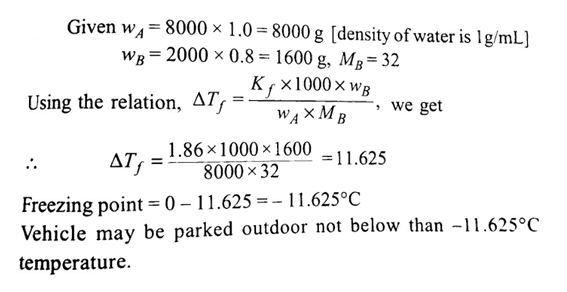 Given w_A = 8000 × 1.0 = 8000 g [density of water is 1g/mL]
w_B = 2000 × 0.8 = 1600 g, M_B = 32
Using the relation, ΔT_f = K_f × 1000 × w_B / w_A × M_B, we get
∴ ΔT_f = 1.86 × 1000 × 1600 / 8000 × 32 = 11.625
Freezing point = 0 – 11.625 = – 11.625°C
Vehicle may be parked outdoor not below than –11.625°C
temperature.